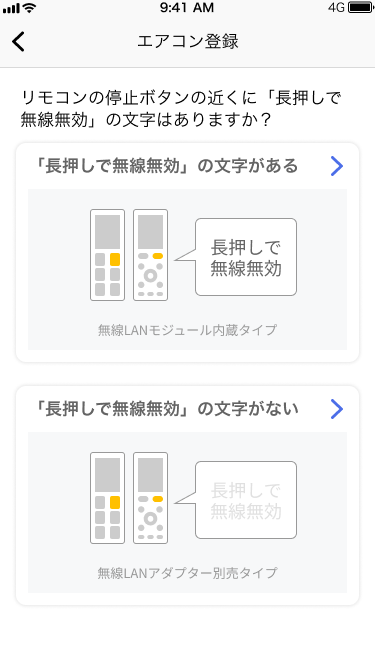 9:41 AM
4G
エアコン登録
リモコンの停止ボタンの近くに「長押しで
無線無効」の文字はありますか？
「長押しで無線無効」の文字がある
長押しで
無線無効
無線LANモジュール内蔵タイプ
「長押しで無線無効」の文字がない
長押しで
無線無効
無線LANアダプター別売タイプ